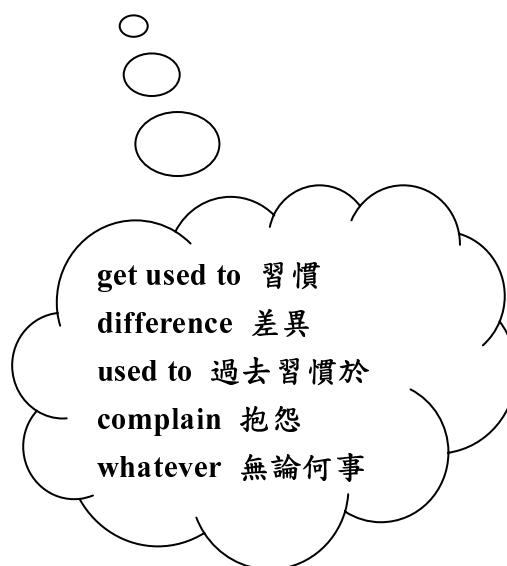 get used to 習慣
difference 差異
used to 過去習慣於
complain 抱怨
whatever 無論何事